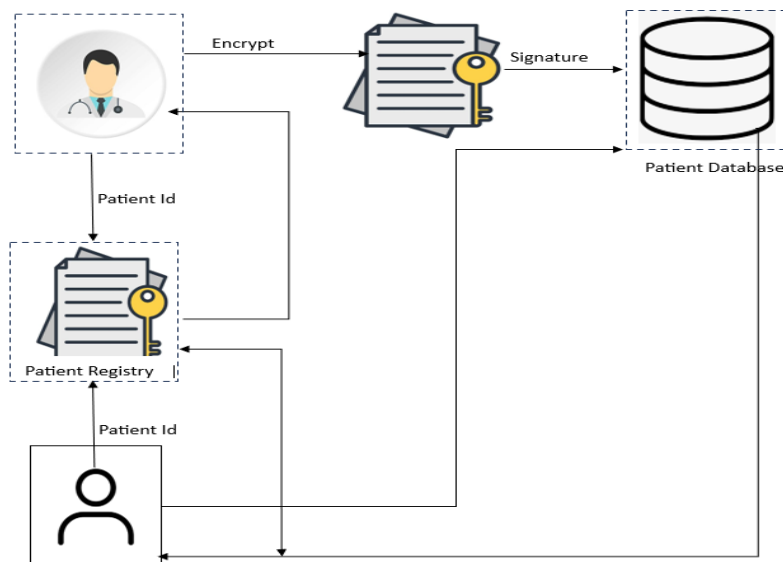 Encrypt
Signature
Patient Database
Patient Id
Patient Registry
Patient Id